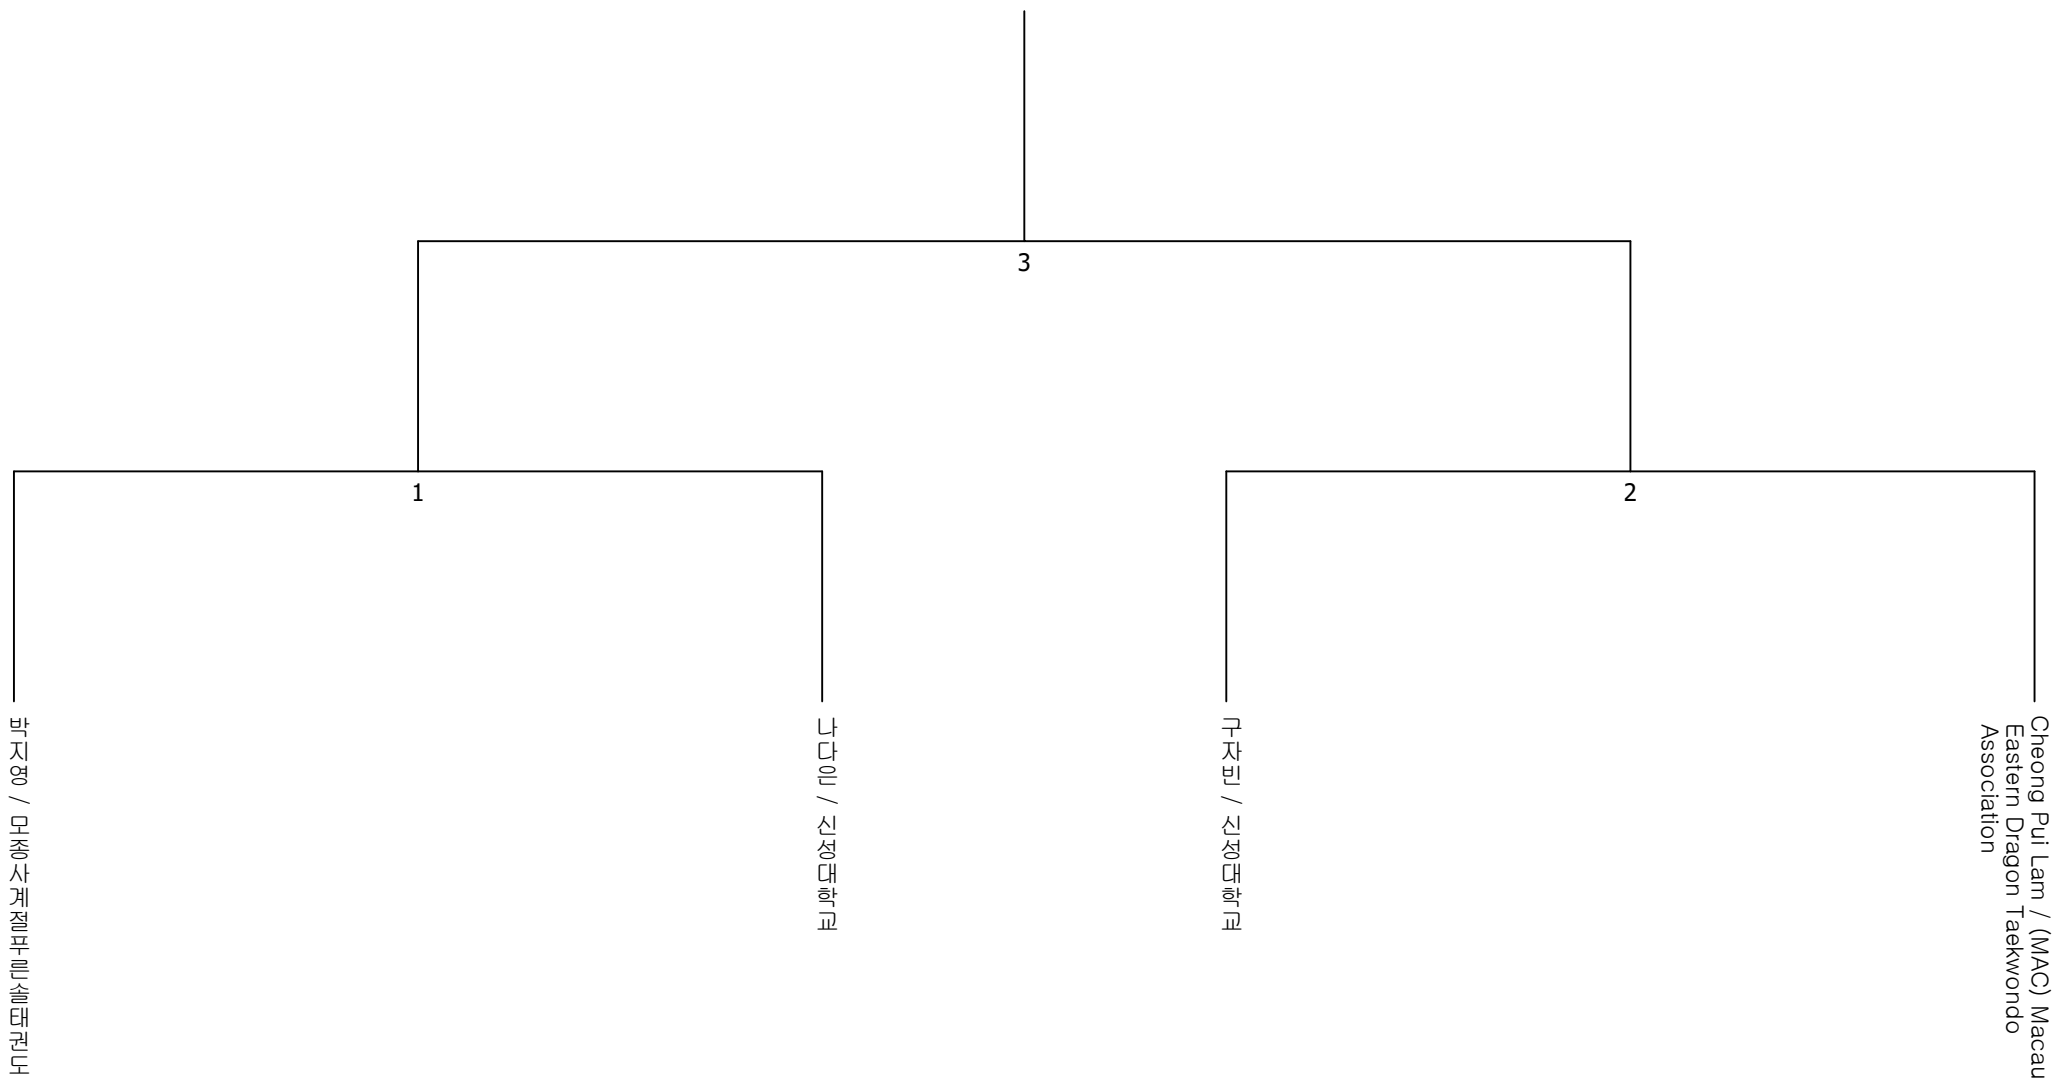 3
1
2
박지영 / 모종사계절푸른솔태권도
나다은 / 신성대학교
구자빈 / 신성대학교
Cheong Pui Lam / (MAC) Macau
Eastern Dragon Taekwondo
Association